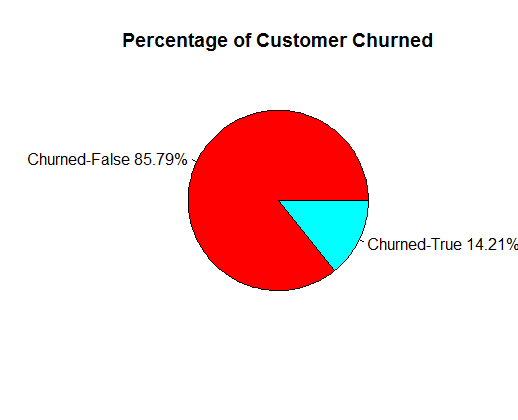 Percentage of Customer Churned
Churned-False 85.79%
Churned-True 14.21%